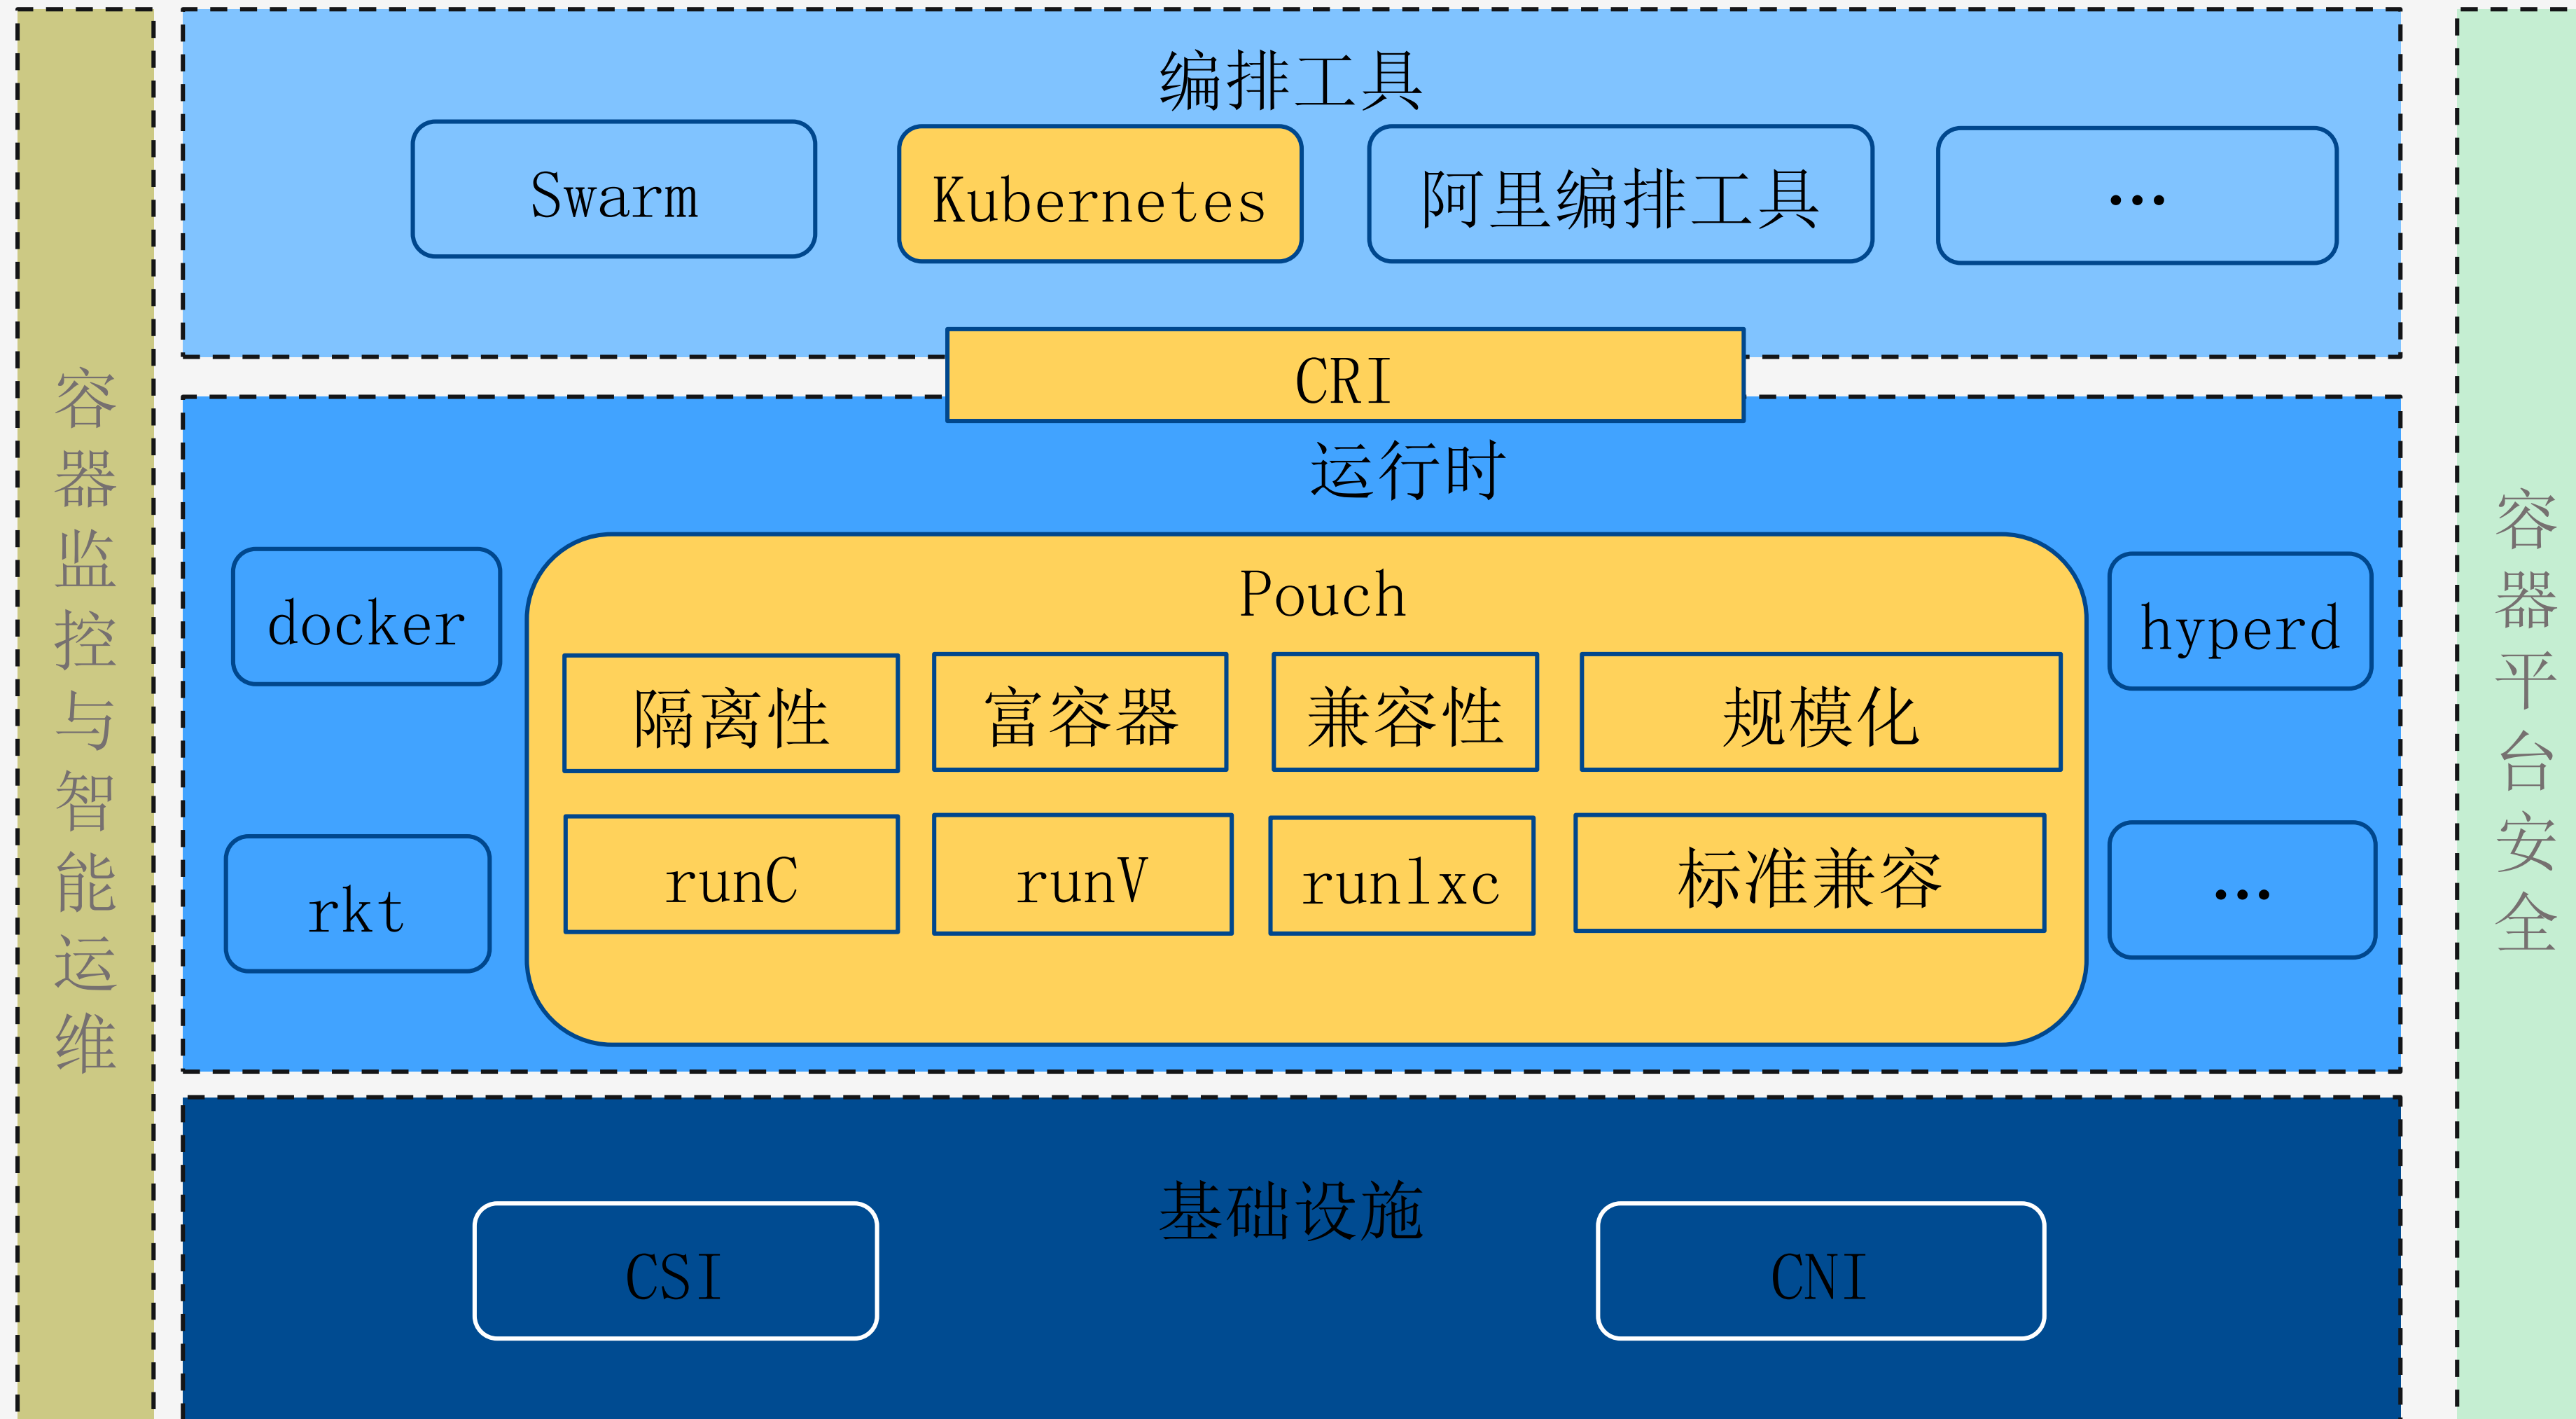 容器监控与智能运维
编排工具
Swarm
Kubernetes
阿里编排工具
...
CRI
运行时
docker
rkt
Pouch
隔离性
富容器
兼容性
规模化
runC
runV
runlxc
标准兼容
hyperd
...
基础设施
CSI
CNI
容器平台安全